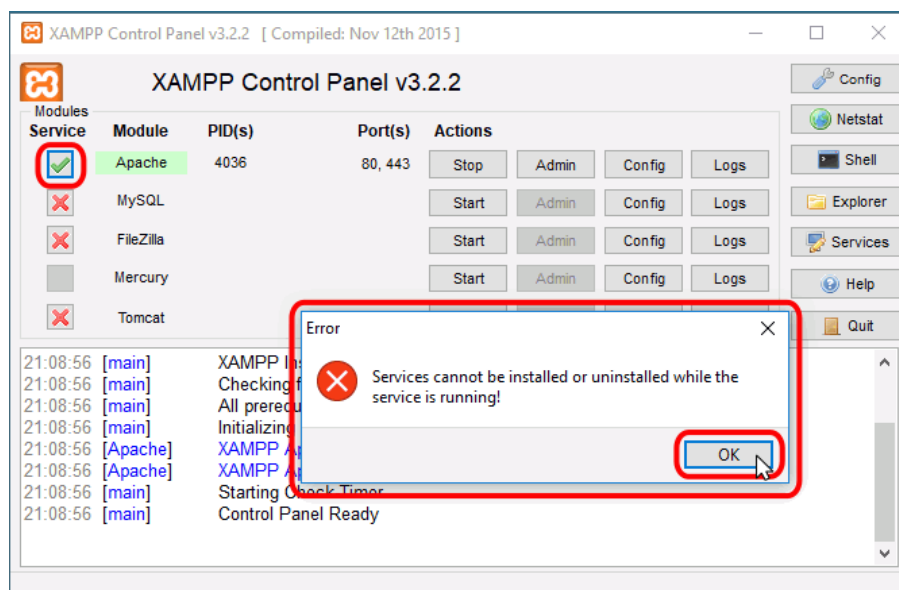 XAMPP Control Panel v3.2.2 [ Compiled: Nov 12th 2015 ]
XAMPP Control Panel v3.2.2
Config
Modules
Netstat
Service Module PID(s) Port(s) Actions
Apache 4036 80, 443 Stop Admin Config Logs
Shell
MySQL Start Admin Config Logs
Explorer
FileZilla Start Admin Config Logs
Services
Mercury Start Admin Config Logs
Help
Tomcat
Quit
Error
Services cannot be installed or uninstalled while the
service is running!
OK
21:08:56 [main] XAMPP
21:08:56 [main] Checking
21:08:56 [main] All
21:08:56 [main] Initializing
21:08:56 [Apache] XAMPP
21:08:56 [Apache] XAMPP
21:08:56 [main] Starting Check Timer
21:08:56 [main] Control Panel Ready